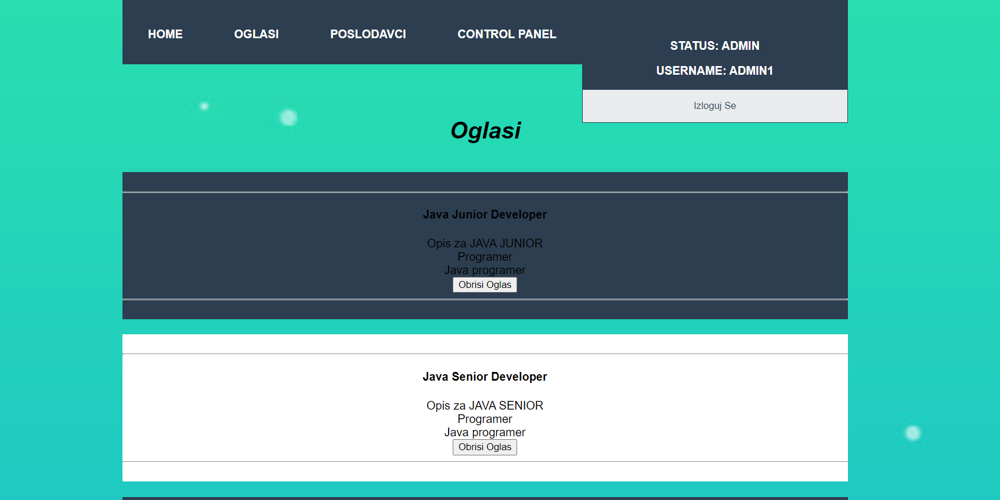 HOME OGLASI POSLODAVCI CONTROL PANEL
STATUS: ADMIN
USERNAME: ADMIN1
Izloguj Se
Oglasi
Java Junior Developer
Opis za JAVA JUNIOR
Programer
Java programer
Obrisi Oglas
Java Senior Developer
Opis za JAVA SENIOR
Programer
Java programer
Obrisi Oglas